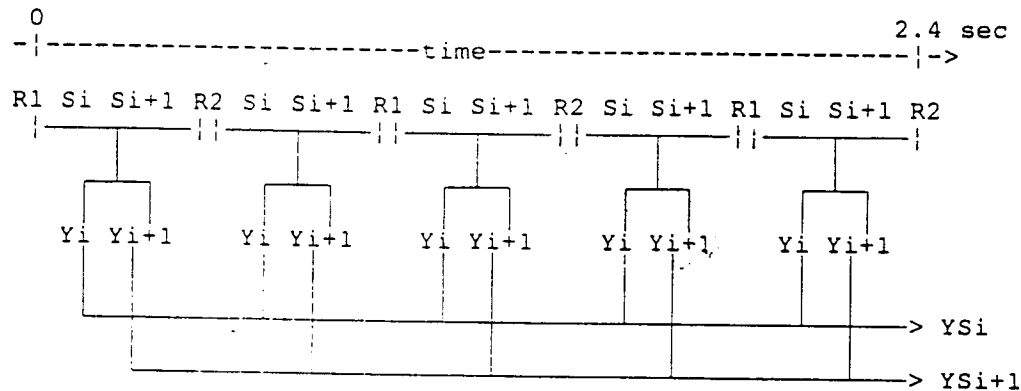 0 2.4 sec
time
R1 Si Si+1 R2 Si Si+1 R1 Si Si+1 R2 Si Si+1 R1 Si Si+1 R2
Yi Yi+1 Yi Yi+1 Yi Yi+1 Yi Yi+1 Yi Yi+1
YSi
YSi+1